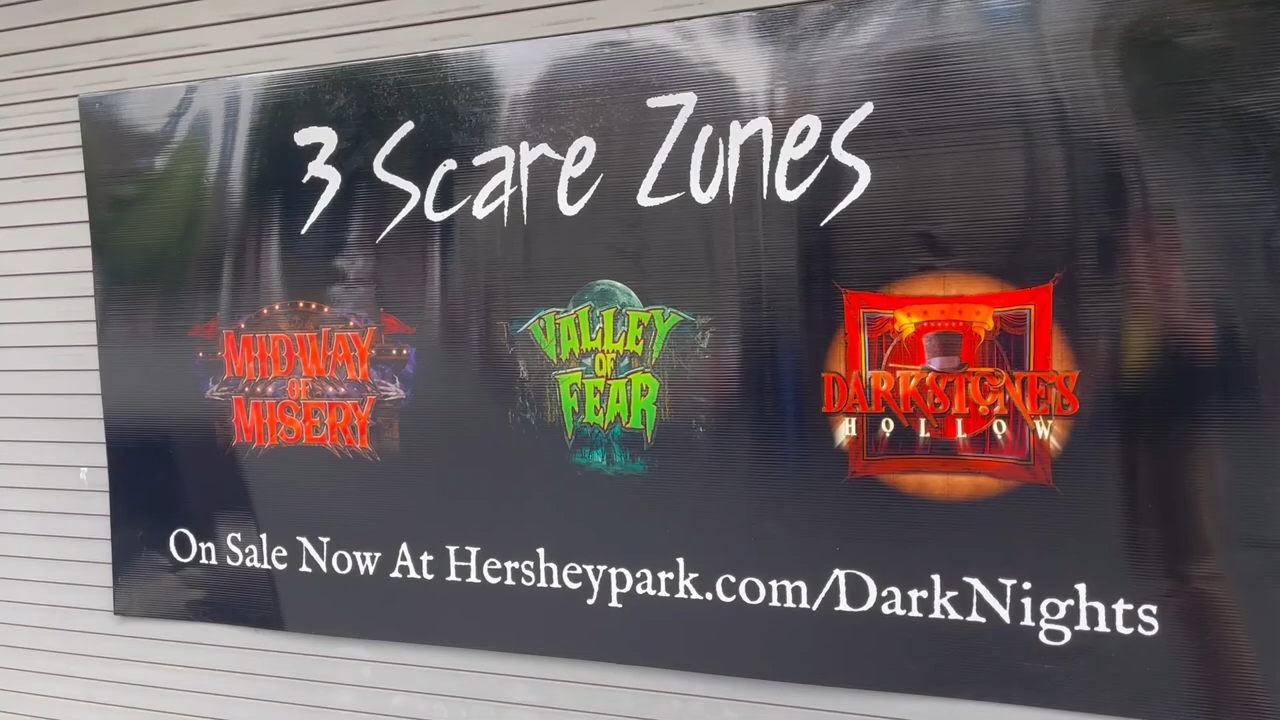 3 Scare Zones
MIDWAY
OF
MISERY
VALLEY
OF
FEAR
DARKSTONE'S
HOLLOW
On Sale Now At Hersheypark.com/DarkNights